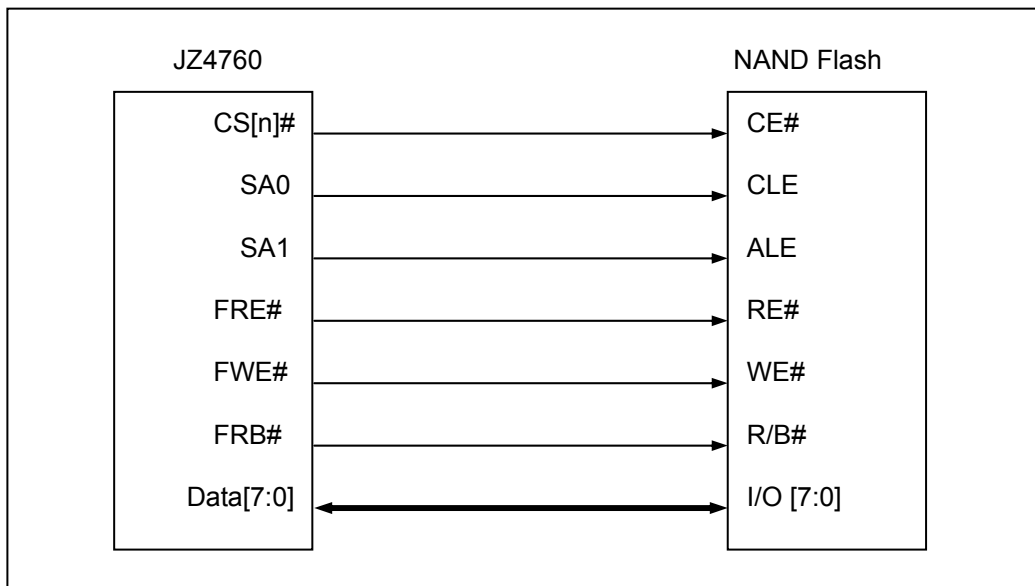 JZ4760 NAND Flash
CS[n]# CE#
SA0 CLE
SA1 ALE
FRE# RE#
FWE# WE#
FRB# R/B#
Data[7:0] I/O [7:0]